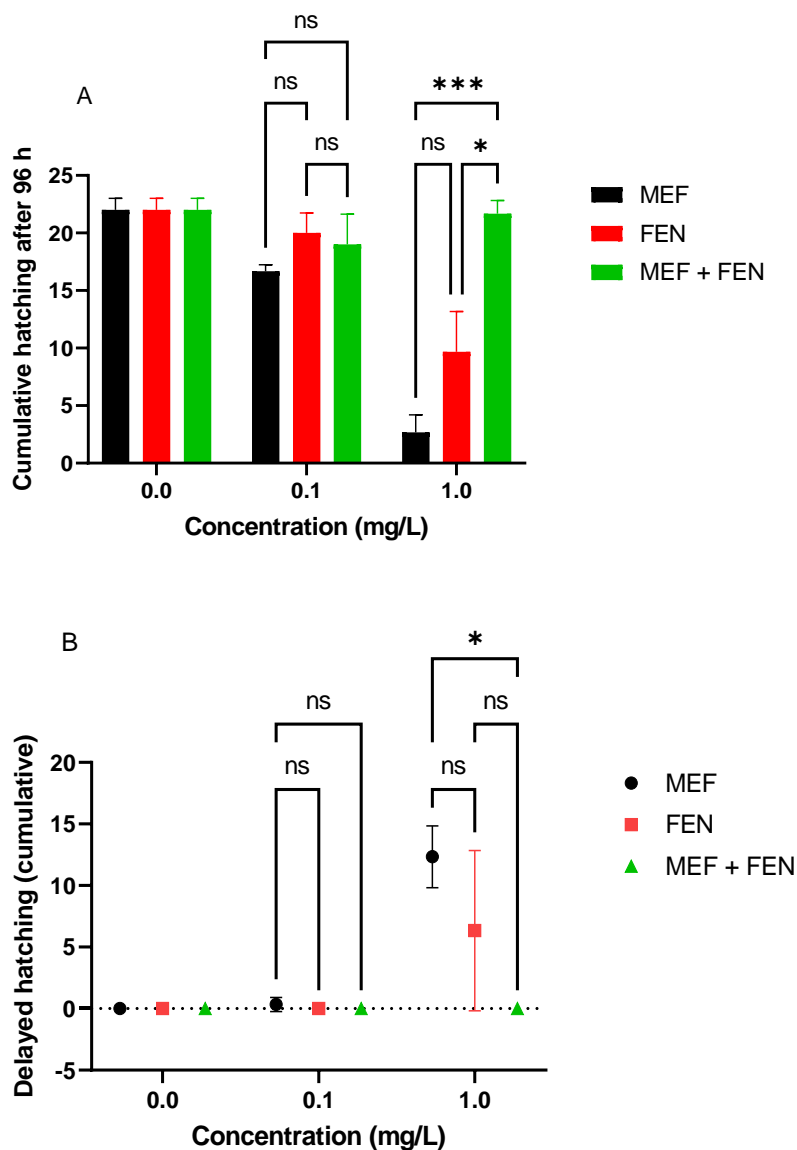 A
ns
ns
***
ns
ns
*
Cumulative hatching after 96 h
25
20
15
10
5
0
0.0
0.1
1.0
Concentration (mg/L)
MEF
FEN
MEF + FEN
B
*
ns
ns
ns
ns
Delayed hatching (cumulative)
20
15
10
5
0
-5
0.0
0.1
1.0
Concentration (mg/L)
MEF
FEN
MEF + FEN